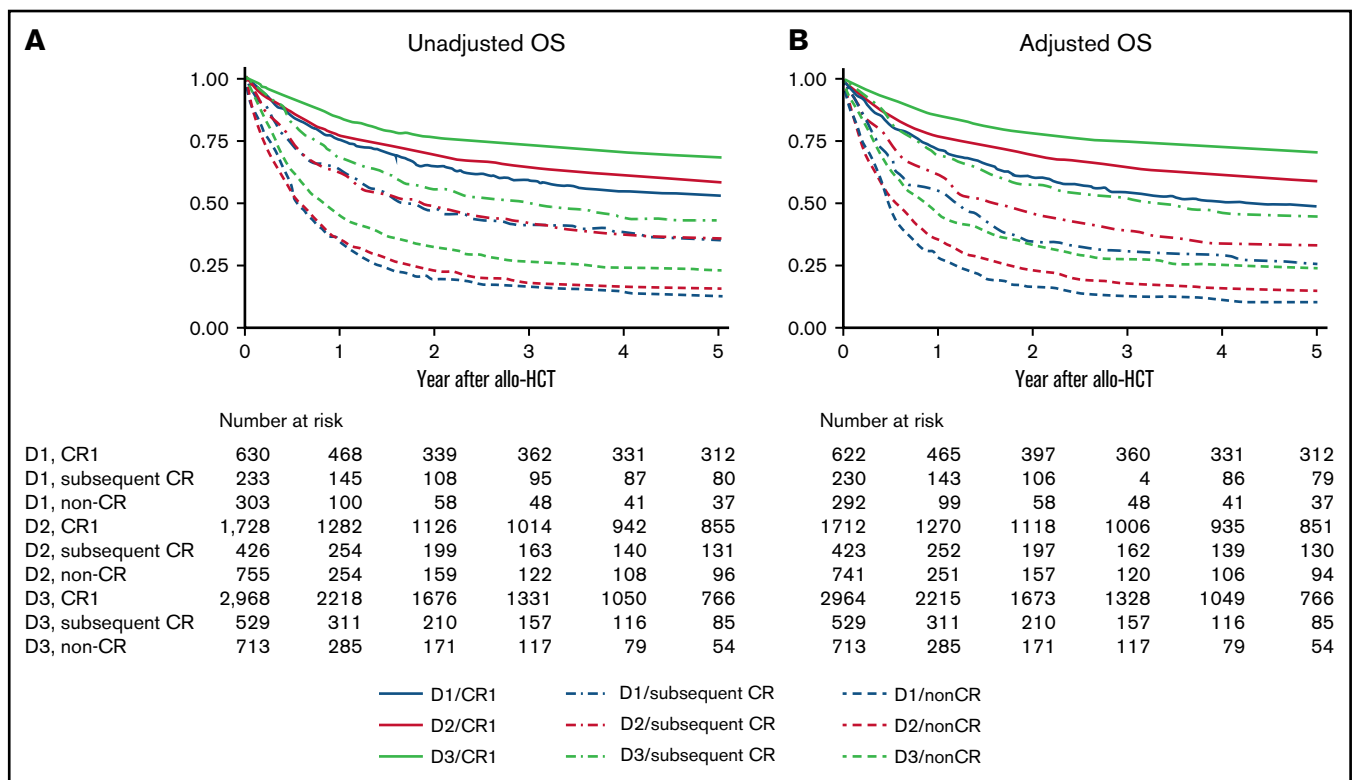 A
Unadjusted OS
1.00
0.75
0.50
0.25
0.00
0 1 2 3 4 5
Year after allo-HCT
B
Adjusted OS
1.00
0.75
0.50
0.25
0.00
0 1 2 3 4 5
Year after allo-HCT
Number at risk Number at risk
D1, CR1 630 468 339 362 331 312 622 465 397 360 331 312
D1, subsequent CR 233 145 108 95 87 80 230 143 106 4 86 79
D1, non-CR 303 100 58 48 41 37 292 99 58 48 41 37
D2, CR1 1,728 1282 1126 1014 942 855 1712 1270 1118 1006 935 851
D2, subsequent CR 426 254 199 163 140 131 423 252 197 162 139 130
D2, non-CR 755 254 159 122 108 96 741 251 157 120 106 94
D3, CR1 2,968 2218 1676 1331 1050 766 2964 2215 1673 1328 1049 766
D3, subsequent CR 529 311 210 157 116 85 529 311 210 157 116 85
D3, non-CR 713 285 171 117 79 54 713 285 171 117 79 54
D1/CR1 D1/subsequent CR D1/nonCR
D2/CR1 D2/subsequent CR D2/nonCR
D3/CR1 D3/subsequent CR D3/nonCR